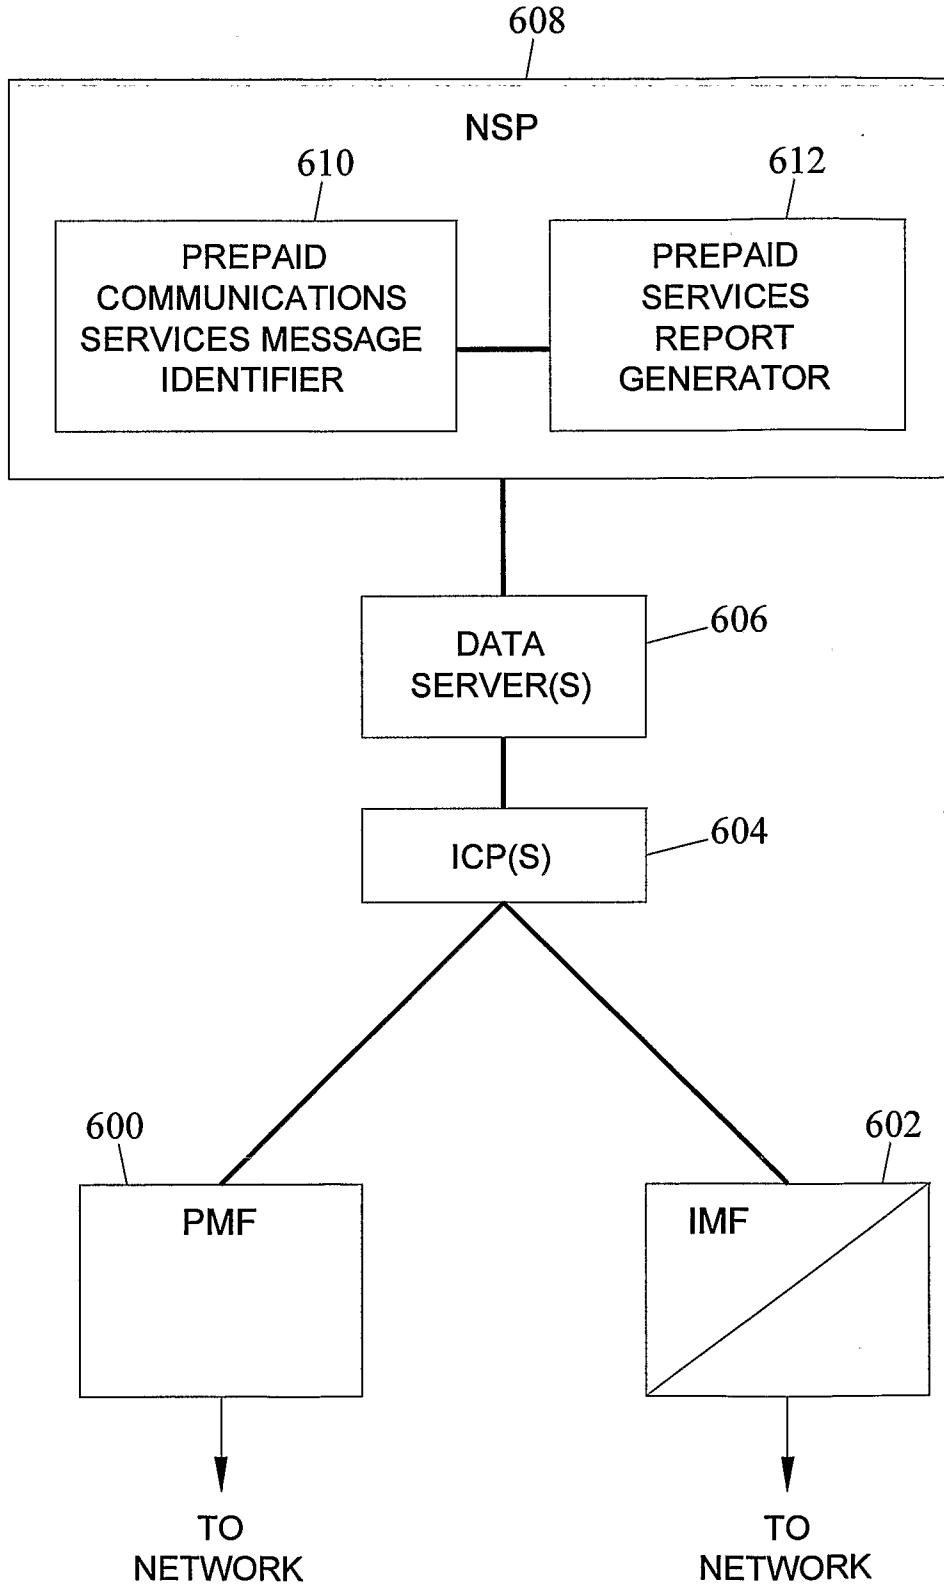 608
NSP
610
612
PREPAID
COMMUNICATIONS
SERVICES MESSAGE
IDENTIFIER
PREPAID
SERVICES
REPORT
GENERATOR
DATA
SERVER(S)
606
ICP(S)
604
600
602
PMF
IMF
TO
NETWORK
TO
NETWORK